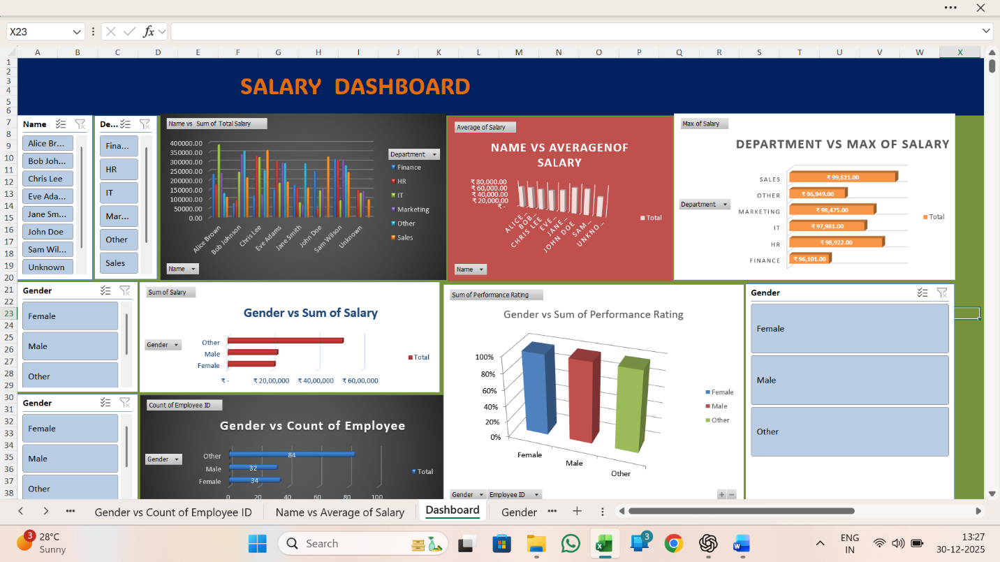 X23
fx
A B C D E F G H I J K L M N O P Q R S T U V W X
1
2
3
4
5
6
7
8
9
10
11
12
13
14
15
16
17
18
19
20
21
22
23
24
25
26
27
28
29
30
31
32
33
34
35
36
37
38
SALARY DASHBOARD
Name
Alice Br...
Bob Joh...
Chris Lee
Eve Ada...
Jane Sm...
John Doe
Sam Wil...
Unknown
De...
Fina...
HR
IT
Mar...
Other
Sales
Name vs Sum of Total Salary
400000.00
350000.00
300000.00
250000.00
200000.00
150000.00
100000.00
50000.00
0.00
Alice Brown
Bob Johnson
Chris Lee
Eve Adams
Jane Smith
John Doe
Sam Wilson
Unknown
Department
Finance
HR
IT
Marketing
Other
Sales
Name
Average of Salary
NAME VS AVERAGENOF
SALARY
₹ 80,000.00
₹ 60,000.00
₹ 40,000.00
₹ 20,000.00
₹ -
ALICE...
BOB...
CHRIS LEE
EVE...
JANE...
JOHN DOE
SAM...
UNKNO...
Total
Name
Max of Salary
DEPARTMENT VS MAX OF SALARY
Department
SALES ₹ 99,621.00
OTHER ₹ 96,949.00
MARKETING ₹ 98,475.00
IT ₹ 97,981.00
HR ₹ 98,922.00
FINANCE ₹ 96,101.00
Total
Gender
Female
Male
Other
Sum of Salary
Gender vs Sum of Salary
Gender
Other
Male
Female
₹ - ₹ 20,00,000 ₹ 40,00,000 ₹ 60,00,000
Total
Sum of Performance Rating
Gender vs Sum of Performance Rating
100%
80%
60%
40%
20%
0%
Female
Male
Other
Female
Male
Other
Gender Employee ID
Gender
Female
Male
Other
Gender
Female
Male
Other
Count of Employee ID
Gender vs Count of Employee
Gender
Other 84
Male 32
Female 34
0 20 40 60 80 100
Total
Gender vs Count of Employee ID Name vs Average of Salary Dashboard Gender
3
28°C
Sunny
Search
3
ENG
IN
13:27
30-12-2025